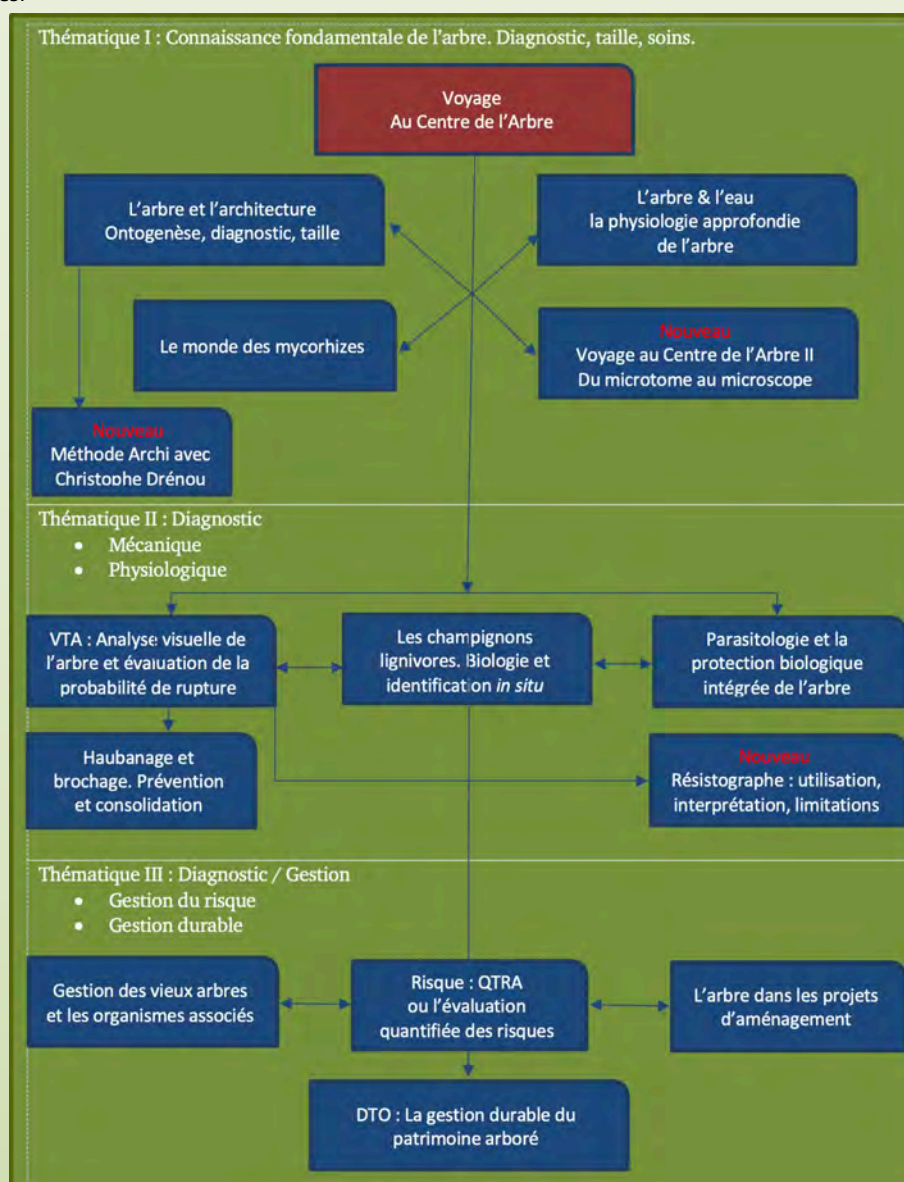 Thématique I : Connaissance fondamentale de l'arbre. Diagnostic, taille, soins.
Voyage
Au Centre de l'Arbre
L'arbre et l'architecture
Ontogenèse, diagnostic, taille
L'arbre & l'eau
la physiologie approfondie
de l'arbre
Le monde des mycorhizes
Nouveau
Voyage au Centre de l'Arbre II
Du microtome au microscope
Nouveau
Méthode Archi avec
Christophe Drénou
Thématique II : Diagnostic
• Mécanique
• Physiologique
VTA : Analyse visuelle de
l'arbre et évaluation de la
probabilité de rupture
Les champignons
lignivores. Biologie et
identification in situ
Parasitologie et la
protection biologique
intégrée de l'arbre
Haubanage et
brochage. Prévention
et consolidation
Nouveau
Résistographe : utilisation,
interprétation, limitations
Thématique III : Diagnostic / Gestion
• Gestion du risque
• Gestion durable
Gestion des vieux arbres
et les organismes associés
Risque : QTRA
ou l'évaluation
quantifiée des risques
L'arbre dans les projets
d'aménagement
DTO : La gestion durable du
patrimoine arboré